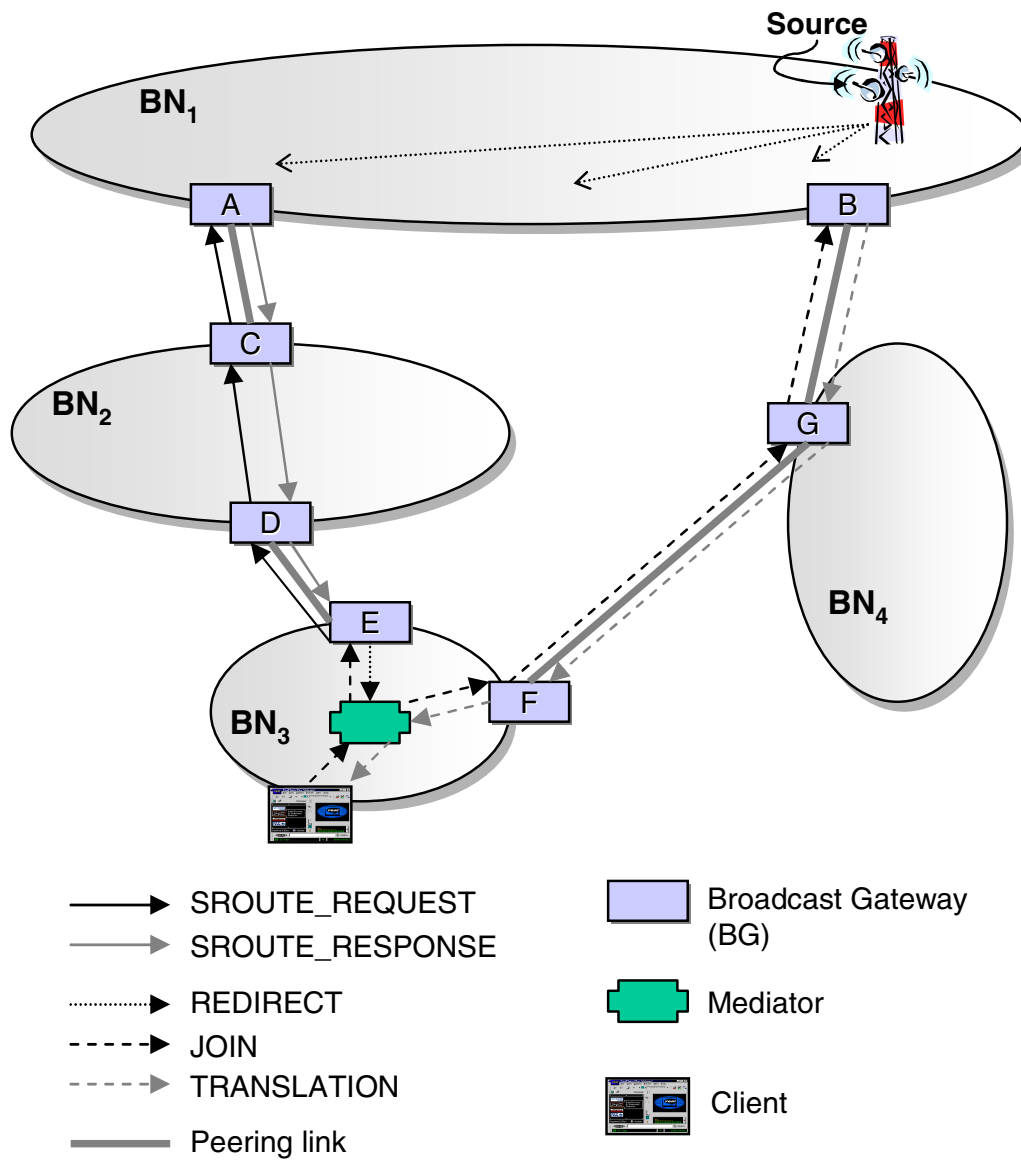 Source
BN1
A
B
C
BN2
G
D
E
BN4
F
BN3
SROUTE_REQUEST
SROUTE_RESPONSE
REDIRECT
JOIN
TRANSLATION
Peering link
Broadcast Gateway
(BG)
Mediator
Client